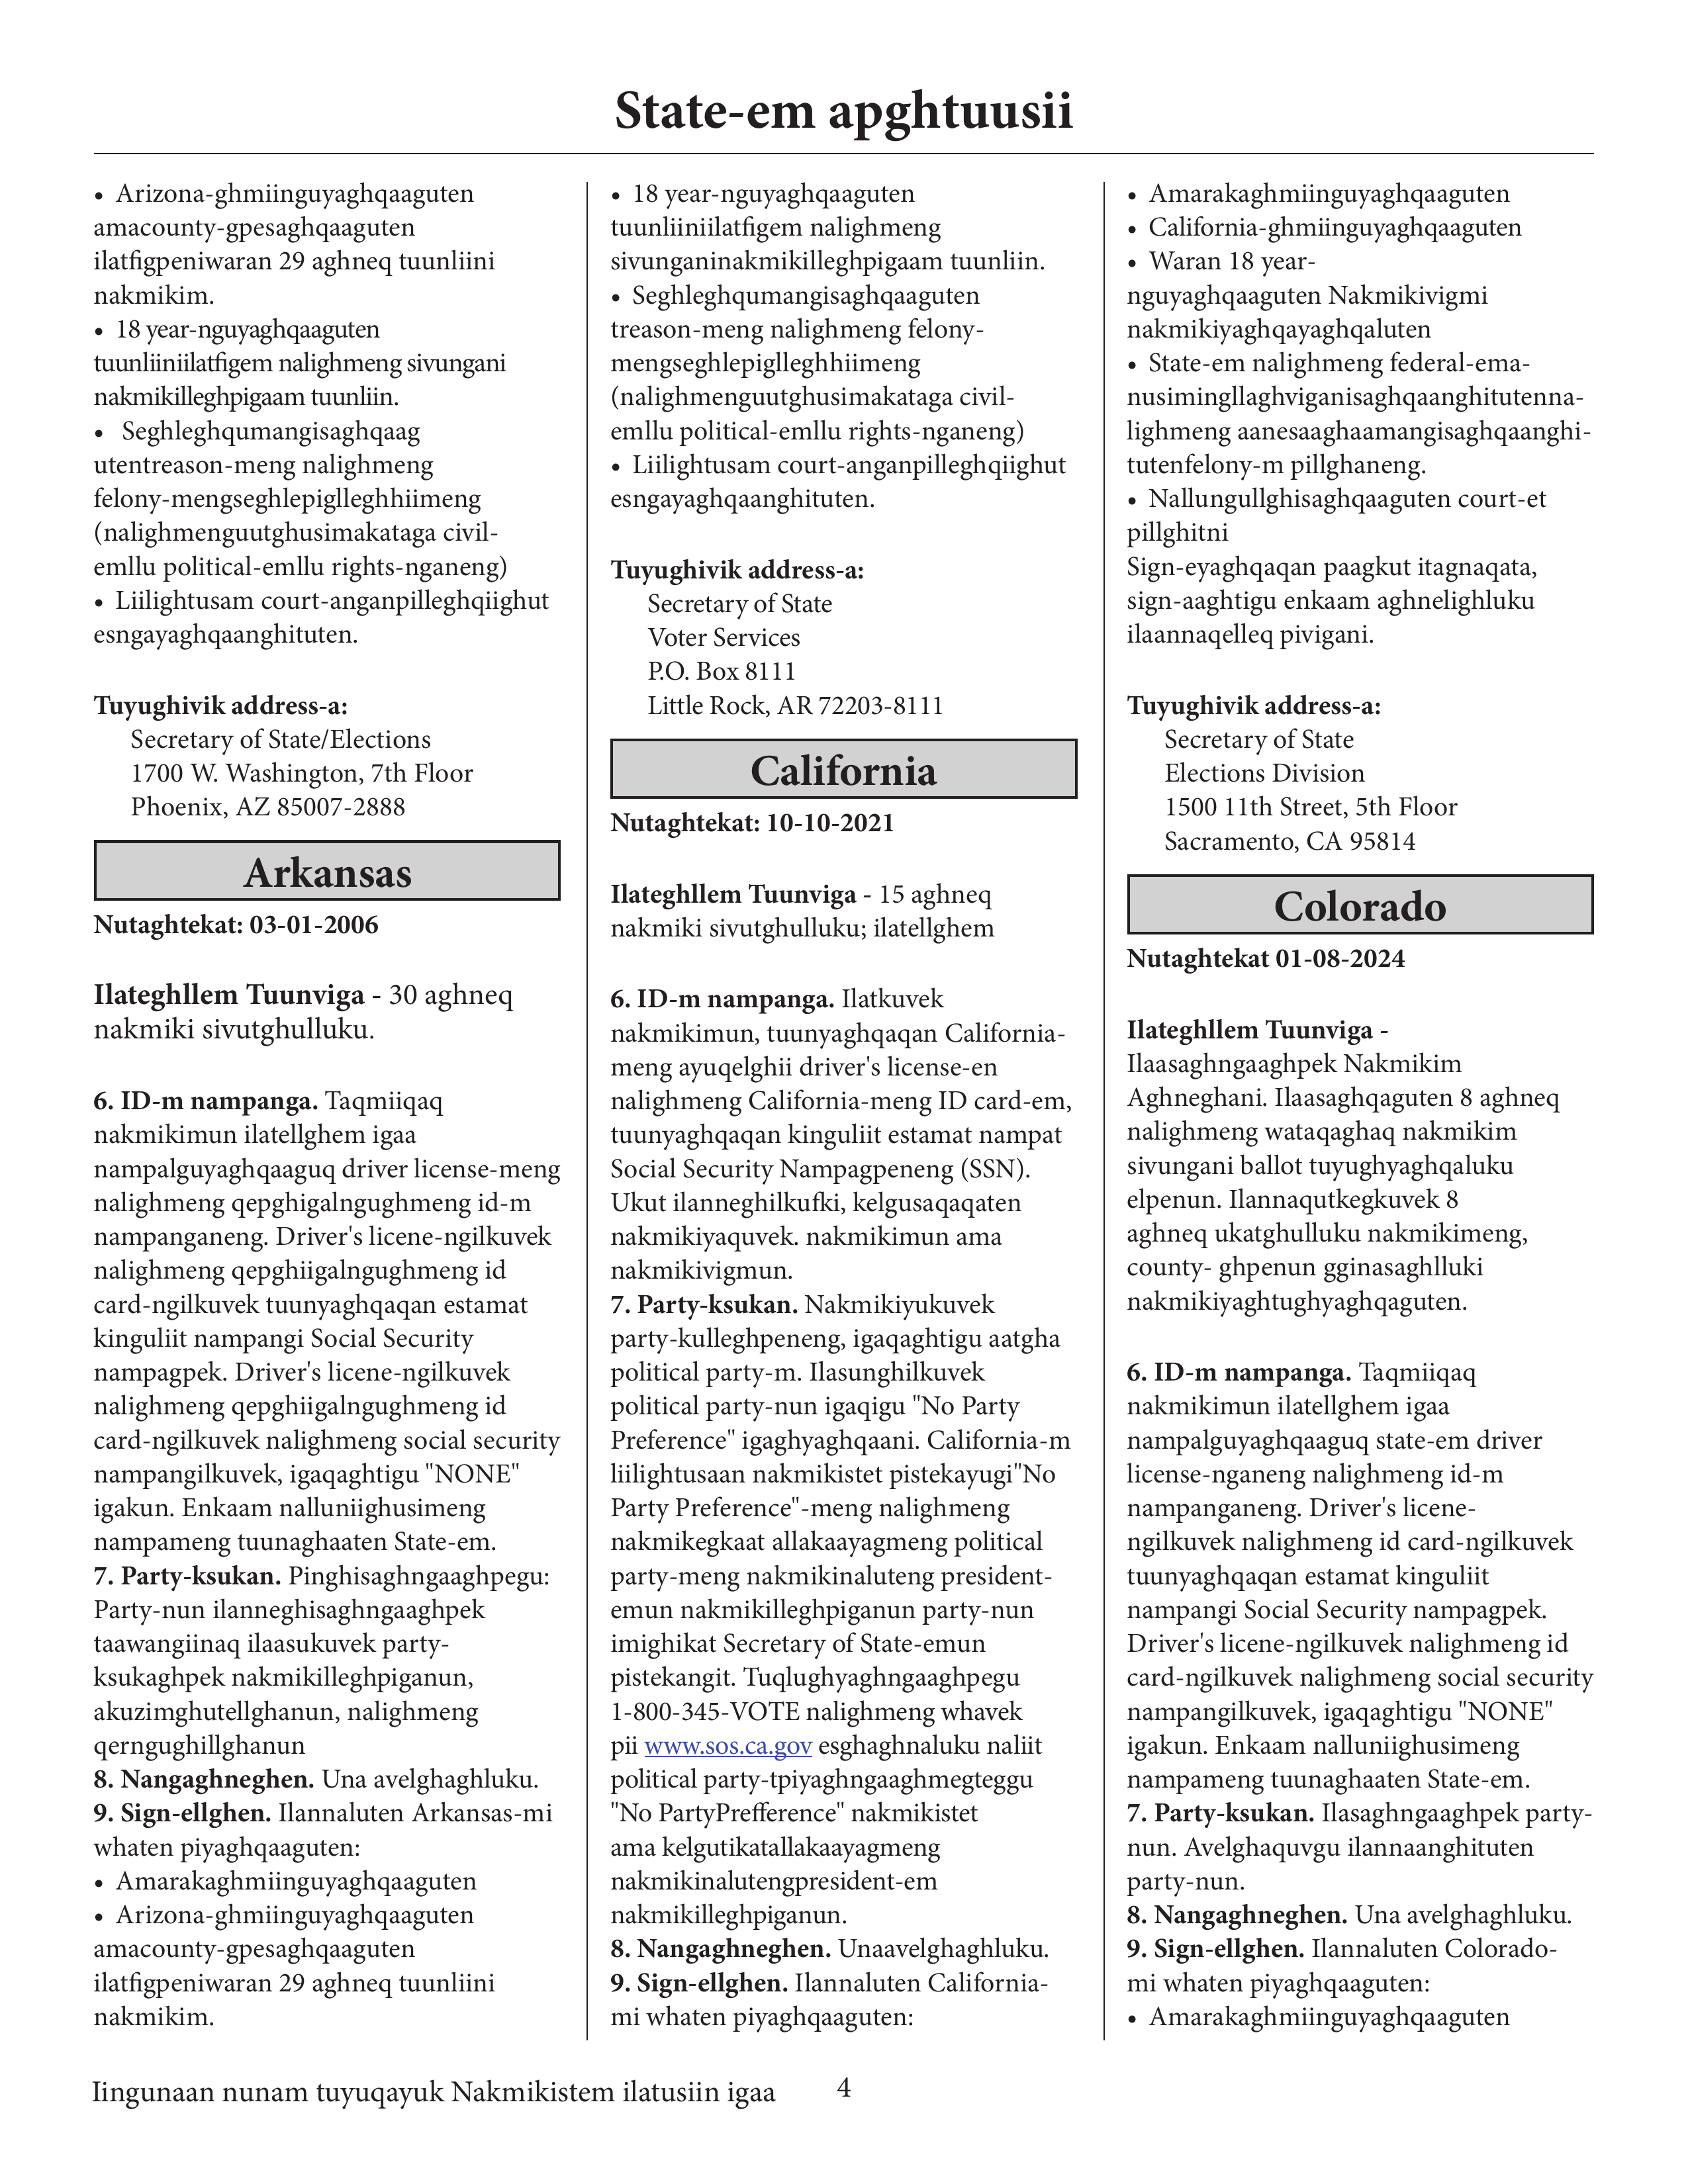 State-em apghtuusii
• Arizona-ghmiinguyaghqaaguten
amacounty-gpesaghqaaguten
ilatfigpeniwaran 29 aghneq tuunliini
nakmikim.
• 18 year-nguyaghqaaguten
tuunliiniilatfigem nalighmeng sivungani
nakmikilleghpigaam tuunliin.
• Seghleghqumangisaghqaag
utentreason-meng nalighmeng
felony-mengseghlepiglleghhiimeng
(nalighmenguutghusimakataga civil-
emllu political-emllu rights-nganeng)
• Liilightusam court-anganpilleghqiighut
esngayaghqaanghituten.
Tuyughivik address-a:
Secretary of State/Elections
1700 W. Washington, 7th Floor
Phoenix, AZ 85007-2888
Arkansas
Nutaghtekat: 03-01-2006
Ilateghllem Tuunviga - 30 aghneq
nakmiki sivutghulluku.
6. ID-m nampanga. Taqmiiqaq
nakmikimun ilatellghem igaa
nampalguyaghqaaguq driver license-meng
nalighmeng qepghigalngughmeng id-m
nampanganeng. Driver's licene-ngilkuvek
nalighmeng qepghiigalngughmeng id
card-ngilkuvek tuunyaghqaqan estamat
kinguliit nampangi Social Security
nampagpek. Driver's licene-ngilkuvek
nalighmeng qepghiigalngughmeng id
card-ngilkuvek nalighmeng social security
nampangilkuvek, igaqaghtigu "NONE"
igakun. Enkaam nalluniighusimeng
nampameng tuunaghaaten State-em.
7. Party-ksukan. Pinghisaghngaaghpegu:
Party-nun ilanneghisaghngaaghpek
taawangiinaq ilaasukuvek party-
ksukaghpek nakmikilleghpiganun,
akuzimghutellghanun, nalighmeng
qerngughillghanun
8. Nangaghneghen. Una avelghaghluku.
9. Sign-ellghen. Ilannaluten Arkansas-mi
whaten piyaghqaaguten:
• Amarakaghmiinguyaghqaaguten
• Arizona-ghmiinguyaghqaaguten
amacounty-gpesaghqaaguten
ilatfigpeniwaran 29 aghneq tuunliini
nakmikim.
• 18 year-nguyaghqaaguten
tuunliiniilatfigem nalighmeng
sivunganinakmikilleghpigaam tuunliin.
• Seghleghqumangisaghqaaguten
treason-meng nalighmeng felony-
mengseghlepiglleghhiimeng
(nalighmenguutghusimakataga civil-
emllu political-emllu rights-nganeng)
• Liilightusam court-anganpilleghqiighut
esngayaghqaanghituten.
Tuyughivik address-a:
Secretary of State
Voter Services
P.O. Box 8111
Little Rock, AR 72203-8111
California
Nutaghtekat: 10-10-2021
Ilateghllem Tuunviga - 15 aghneq
nakmiki sivutghulluku; ilatellghem
6. ID-m nampanga. Ilatkuvek
nakmikimun, tuunyaghqaqan California-
meng ayuqelghii driver's license-en
nalighmeng California-meng ID card-em,
tuunyaghqaqan kinguliit estamat nampat
Social Security Nampagpeneng (SSN).
Ukut ilanneghilkufki, kelgusaqaqaten
nakmikiyaquvek. nakmikimun ama
nakmikivigmun.
7. Party-ksukan. Nakmikiyukuvek
party-kulleghpeneng, igaqaghtigu aatgha
political party-m. Ilasunghilkuvek
political party-nun igaqigu "No Party
Preference" igaghyaghqaani. California-m
liilightusaan nakmikistet pistekayugi"No
Party Preference"-meng nalighmeng
nakmikegkaat allakaayagmeng political
party-meng nakmikinaluteng president-
emun nakmikilleghpiganun party-nun
imighikat Secretary of State-emun
pistekangit. Tuqlughyaghngaaghpegu
1-800-345-VOTE nalighmeng whavek
pii www.sos.ca.gov esghaghnaluku naliit
political party-tpiyaghngaaghmegteggu
"No PartyPrefference" nakmikistet
ama kelgutikatallakaayagmeng
nakmikinalutengpresident-em
nakmikilleghpiganun.
8. Nangaghneghen. Unaavelghaghluku.
9. Sign-ellghen. Ilannaluten California-
mi whaten piyaghqaaguten:
• Amarakaghmiinguyaghqaaguten
• California-ghmiinguyaghqaaguten
• Waran 18 year-
nguyaghqaaguten Nakmikivigmi
nakmikiyaghqayaghqaluten
• State-em nalighmeng federal-ema-
nusimingllaghviganisaghqaanghitutenna-
lighmeng aanesaaghaamangisaghqaanghi-
tutenfelony-m pillghaneng.
• Nallungullghisaghqaaguten court-et
pillghitni
Sign-eyaghqaqan paagkut itagnaqata,
sign-aaghtigu enkaam aghnelighluku
ilaannaqelleq pivigani.
Tuyughivik address-a:
Secretary of State
Elections Division
1500 11th Street, 5th Floor
Sacramento, CA 95814
Colorado
Nutaghtekat 01-08-2024
Ilateghllem Tuunviga -
Ilaasaghngaaghpek Nakmikim
Aghneghani. Ilaasaghqaguten 8 aghneq
nalighmeng wataqaghaq nakmikim
sivungani ballot tuyughyaghqaluku
elpenun. Ilannaqutkegkuvek 8
aghneq ukatghulluku nakmikimeng,
county- ghpenun gginasaghlluki
nakmikiyaghtughyaghqaguten.
6. ID-m nampanga. Taqmiiqaq
nakmikimun ilatellghem igaa
nampalguyaghqaaguq state-em driver
license-nganeng nalighmeng id-m
nampanganeng. Driver's licene-
ngilkuvek nalighmeng id card-ngilkuvek
tuunyaghqaqan estamat kinguliit
nampangi Social Security nampagpek.
Driver's licene-ngilkuvek nalighmeng id
card-ngilkuvek nalighmeng social security
nampangilkuvek, igaqaghtigu "NONE"
igakun. Enkaam nalluniighusimeng
nampameng tuunaghaaten State-em.
7. Party-ksukan. Ilasaghngaaghpek party-
nun. Avelghaquvgu ilannaanghituten
party-nun.
8. Nangaghneghen. Una avelghaghluku.
9. Sign-ellghen. Ilannaluten Colorado-
mi whaten piyaghqaaguten:
• Amarakaghmiinguyaghqaaguten
Iingunaan nunam tuyuqayuk Nakmikistem ilatusiin igaa 4